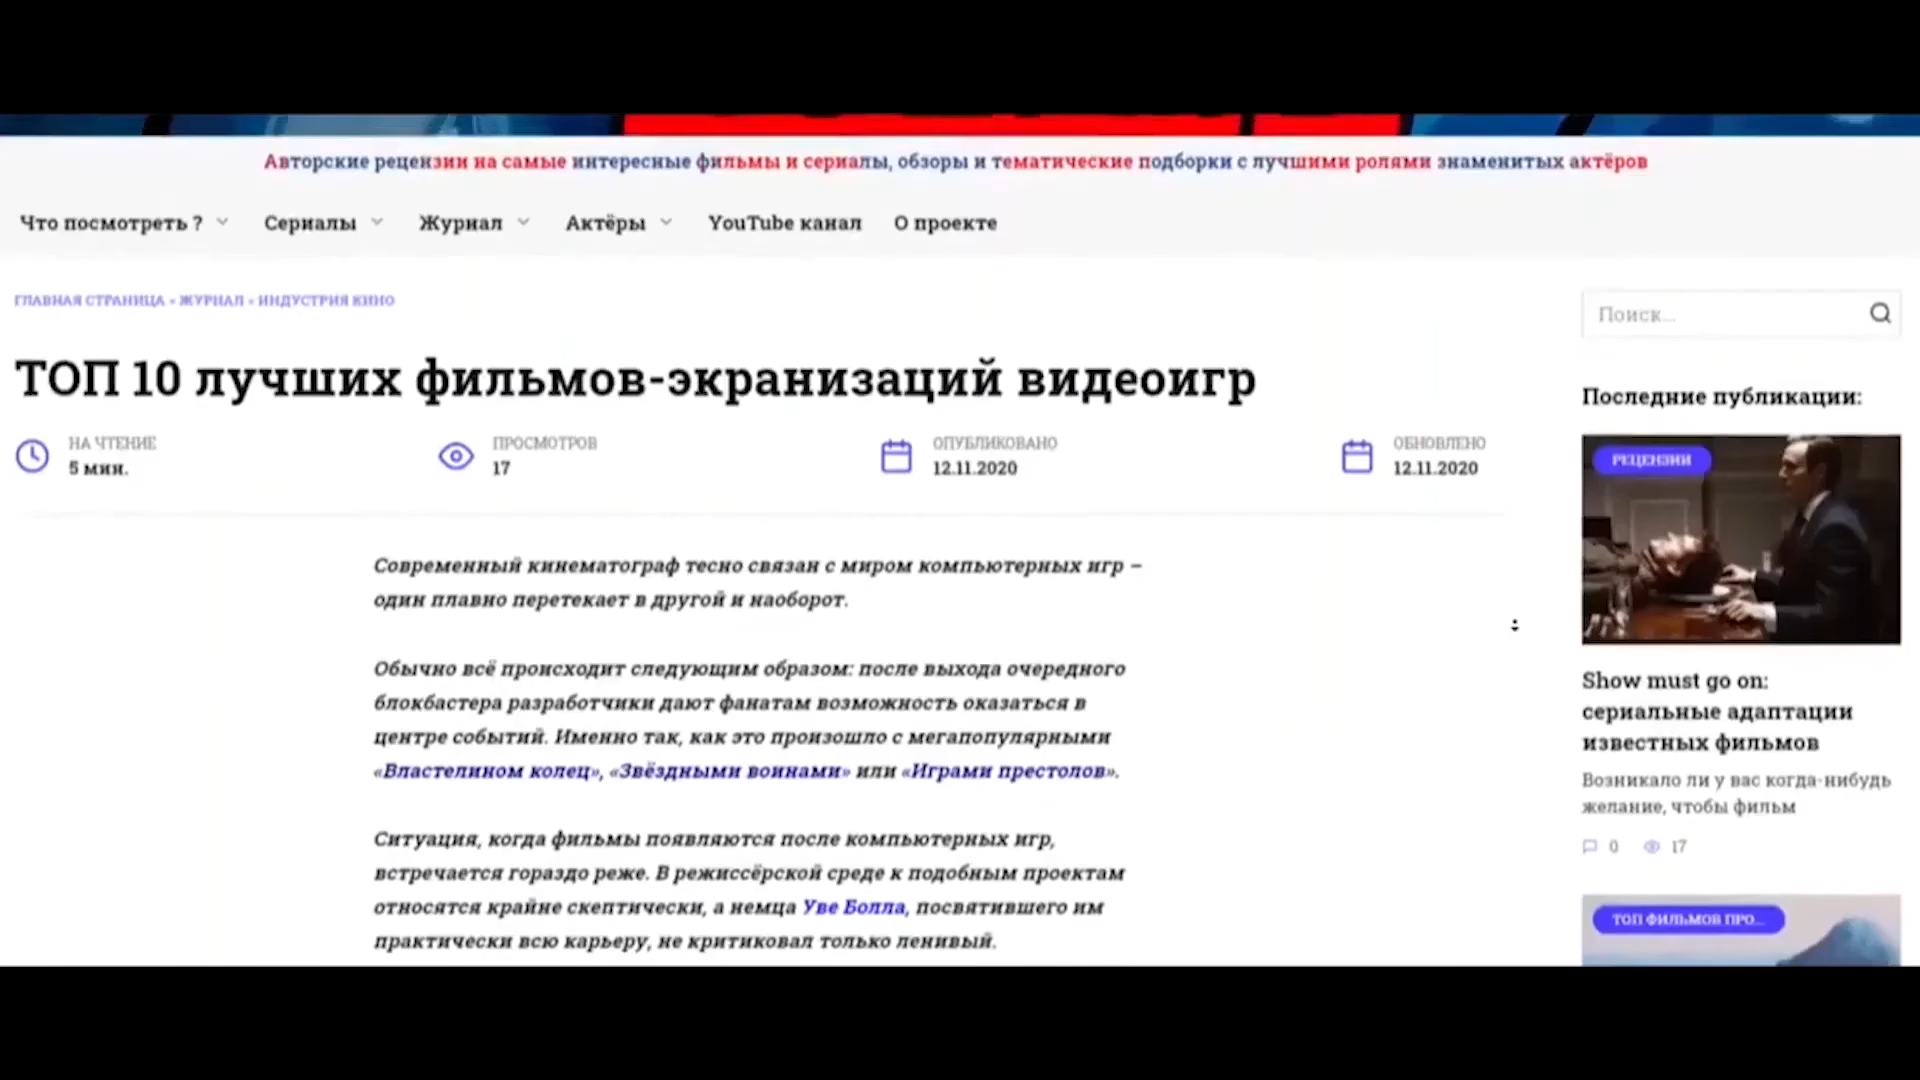 Авторские рецензии на самые интересные фильмы и сериалы, обзоры и тематические подборки с лучшими ролями знаменитых актёров
Что посмотреть ? Сериалы Журнал Актёры YouTube канал О проекте
ГЛАВНАЯ СТРАНИЦА » ЖУРНАЛ » ИНДУСТРИЯ КИНО
Поиск...
ТОП 10 лучших фильмов-экранизаций видеоигр
НА ЧТЕНИЕ
5 мин.
ПРОСМОТРОВ
17
ОПУБЛИКОВАНО
12.11.2020
ОБНОВЛЕНО
12.11.2020
Современный кинематограф тесно связан с миром компьютерных игр –
один плавно перетекает в другой и наоборот.
Обычно всё происходит следующим образом: после выхода очередного
блокбастера разработчики дают фанатам возможность оказаться в
центре событий. Именно так, как это произошло с мегапопулярными
«Властелином колец», «Звёздными воинами» или «Играми престолов».
Ситуация, когда фильмы появляются после компьютерных игр,
встречается гораздо реже. В режиссёрской среде к подобным проектам
относятся крайне скептически, а немца Уве Болла, посвятившего им
практически всю карьеру, не критиковал только ленивый.
Последние публикации:
РЕЦЕНЗИИ
Show must go on:
сериальные адаптации
известных фильмов
Возникало ли у вас когда-нибудь
желание, чтобы фильм
0 17
ТОП ФИЛЬМОВ ПРО...